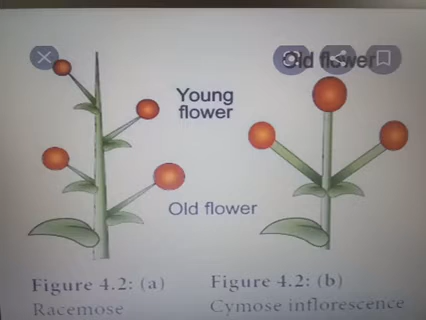 Old flower
Young
flower
Old flower
Figure 4.2: (a)
Racemose
Figure 4.2: (b)
Cymose inflorescence